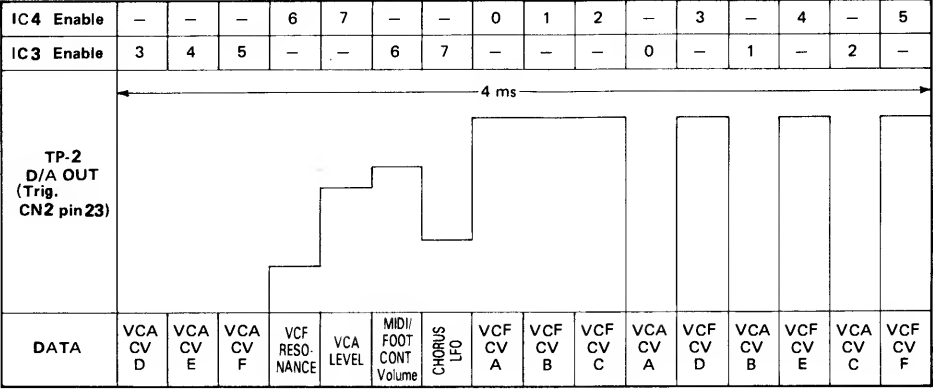 IC4 Enable – – – 6 7 – – 0 1 2 – 3 – 4 – 5
IC3 Enable 3 4 5 – – 6 7 – – – 0 – 1 – 2 –
4 ms
TP-2
D/A OUT
(Trig.
CN2 pin23)
DATA
VCA CV D
VCA CV E
VCA CV F
VCF RESO-
NANCE
VCA LEVEL
MIDI/
FOOT
CONT
Volume
CHORUS
LFO
VCF CV A
VCF CV B
VCF CV C
VCA CV A
VCF CV D
VCA CV B
VCF CV E
VCA CV C
VCF CV F